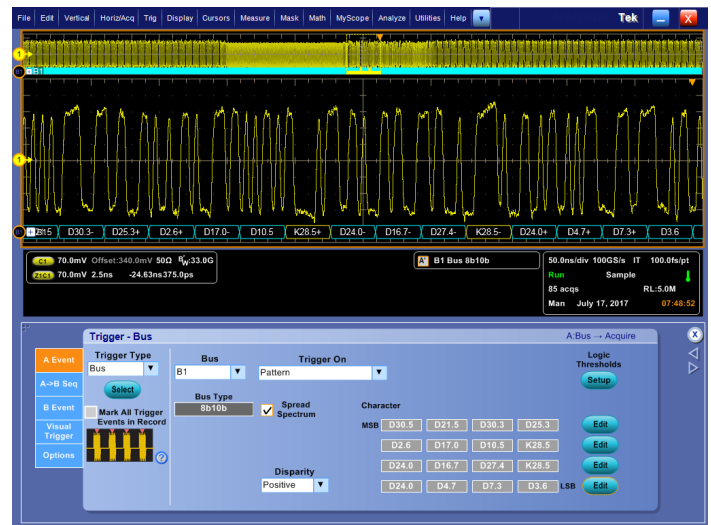 File Edit Vertical Horiz/Acq Trig Display Cursors Measure Mask Math MyScope Analyze Utilities Help Tek X
1
B1 B1
1
B1 D30.3- D25.3+ D2.6+ D17.0- D10.5 K28.5+ D24.0- D16.7- D27.4- K28.5- D24.0+ D4.7+ D7.3+ D3.6
C1 70.0mV Offset:340.0mV 50Ω BW:33.0G
Z1C1 70.0mV 2.5ns -24.63ns375.0ps
A' B1 Bus 8b10b
50.0ns/div 100GS/s IT 100.0fs/pt
Run Sample
85 acqs RL:5.0M
Man July 17, 2017 07:48:52
Trigger - Bus A:Bus → Acquire X
A Event
A->B Seq
B Event
Visual
Trigger
Options
Trigger Type
Bus
Select
Mark All Trigger
Events in Record
?
Bus
B1
Bus Type
8b10b
Trigger On
Pattern
Spread
Spectrum
Disparity
Positive
Logic
Thresholds
Setup
Character
MSB D30.5 D21.5 D30.3 D25.3 Edit
D2.6 D17.0 D10.5 K28.5 Edit
D24.0 D16.7 D27.4 K28.5 Edit
D24.0 D4.7 D7.3 D3.6 LSB Edit